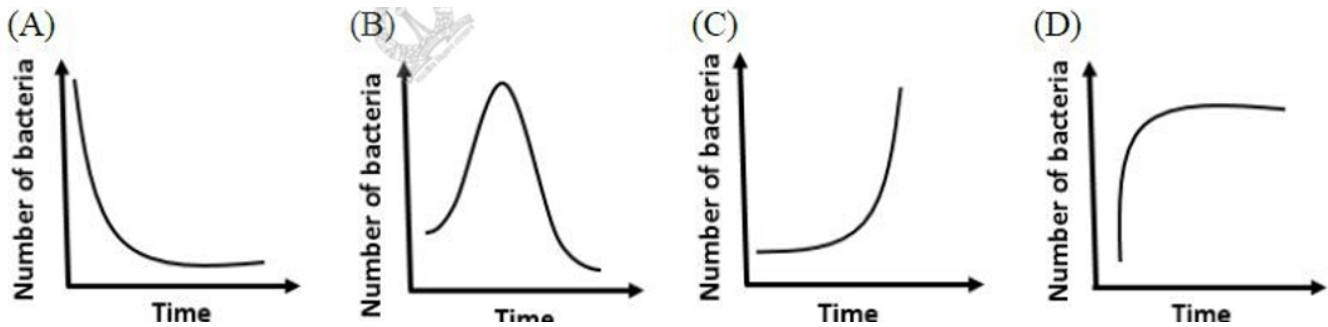 (A)
Number of bacteria
Time
(B)
Number of bacteria
Time
(C)
Number of bacteria
Time
(D)
Number of bacteria
Time